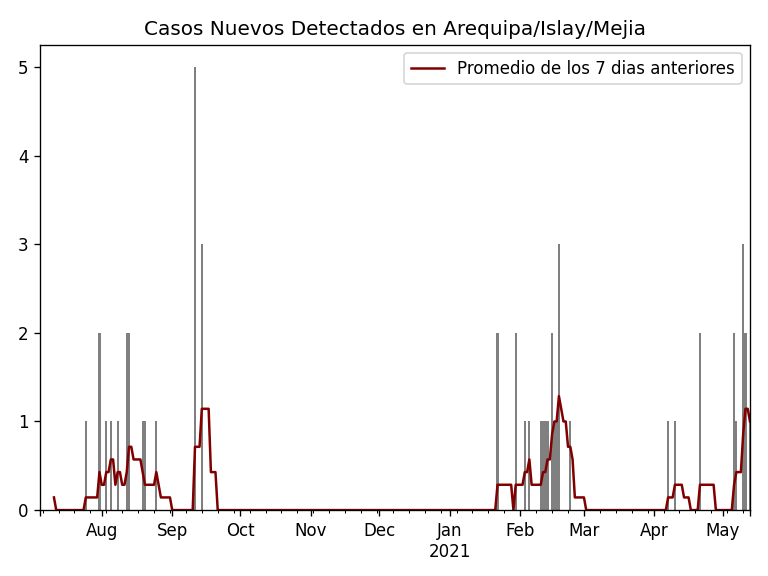 Casos Nuevos Detectados en Arequipa/Islay/Mejia
Promedio de los 7 dias anteriores
5
4
3
2
1
0
Aug Sep Oct Nov Dec Jan Feb Mar Apr May
2021